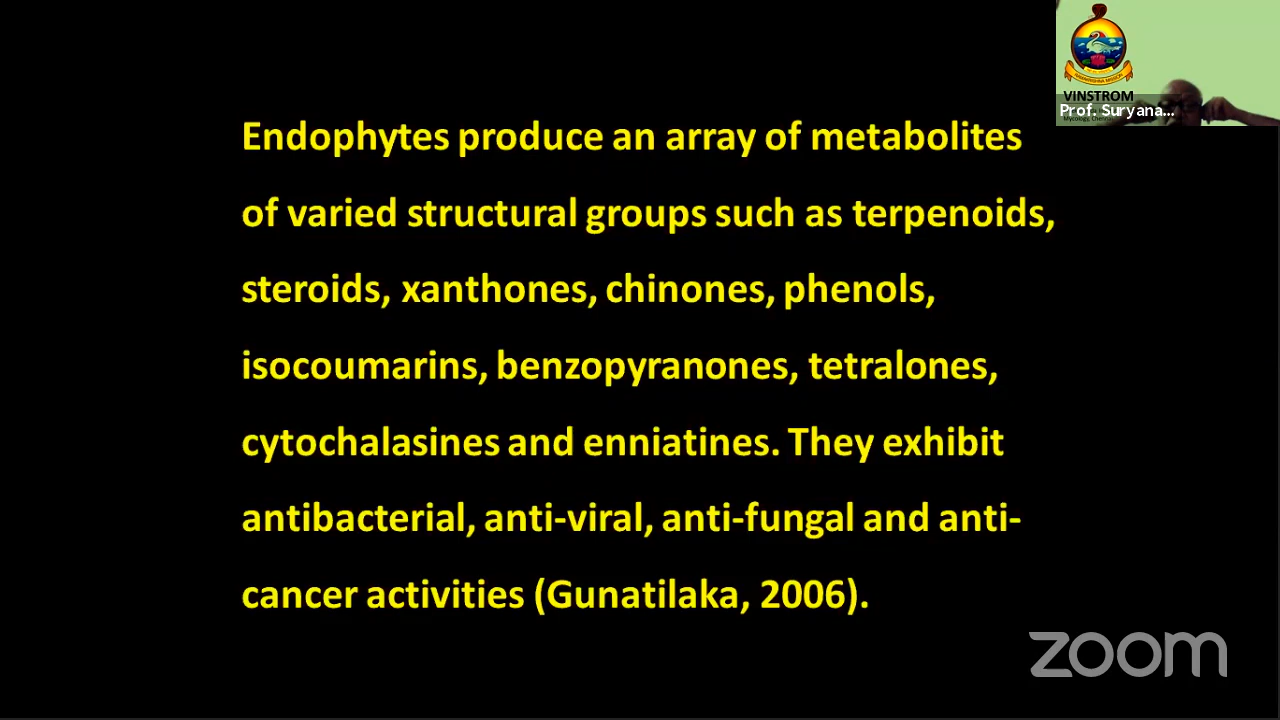 Endophytes produce an array of metabolites
of varied structural groups such as terpenoids,
steroids, xanthones, chinones, phenols,
isocoumarins, benzopyranones, tetralones,
cytochalasines and enniatines. They exhibit
antibacterial, anti-viral, anti-fungal and anti-
cancer activities (Gunatilaka, 2006).
VINSTROM
Prof. Suryana...
Mycology, Chennai
zoom